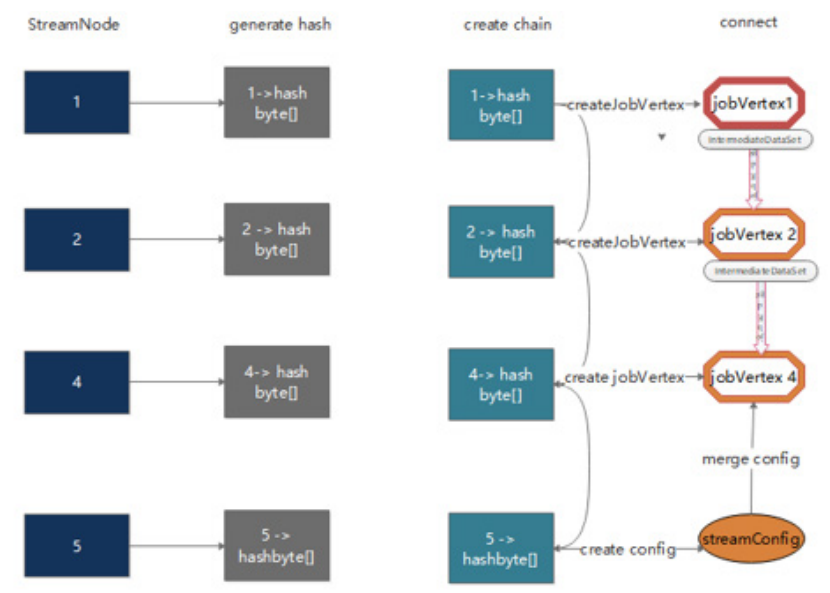 StreamNode
generate hash
create chain
connect
1
1->hash
byte[]
1->hash
byte[]
createJobVertex
jobVertex1
IntermediateDataSet
2
2 -> hash
byte[]
2 -> hash
byte[]
createJobVertex
jobVertex 2
IntermediateDataSet
4
4-> hash
byte[]
4-> hash
byte[]
create jobVertex
jobVertex 4
merge config
5
5 ->
hashbyte[]
5 ->
hashbyte[]
create config
streamConfig